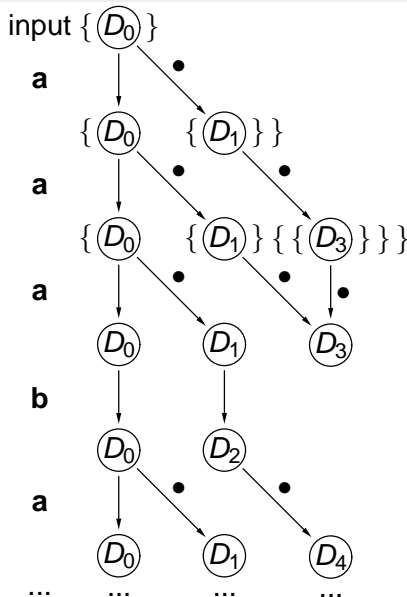 input { D₀ }
•
a
{ D₀ { D₁ } }
• •
a
{ D₀ { D₁ } { { D₃ } } }
• • •
a
D₀ D₁ D₃
b
D₀ D₂
• •
a
D₀ D₁ D₄
... ... ... ...